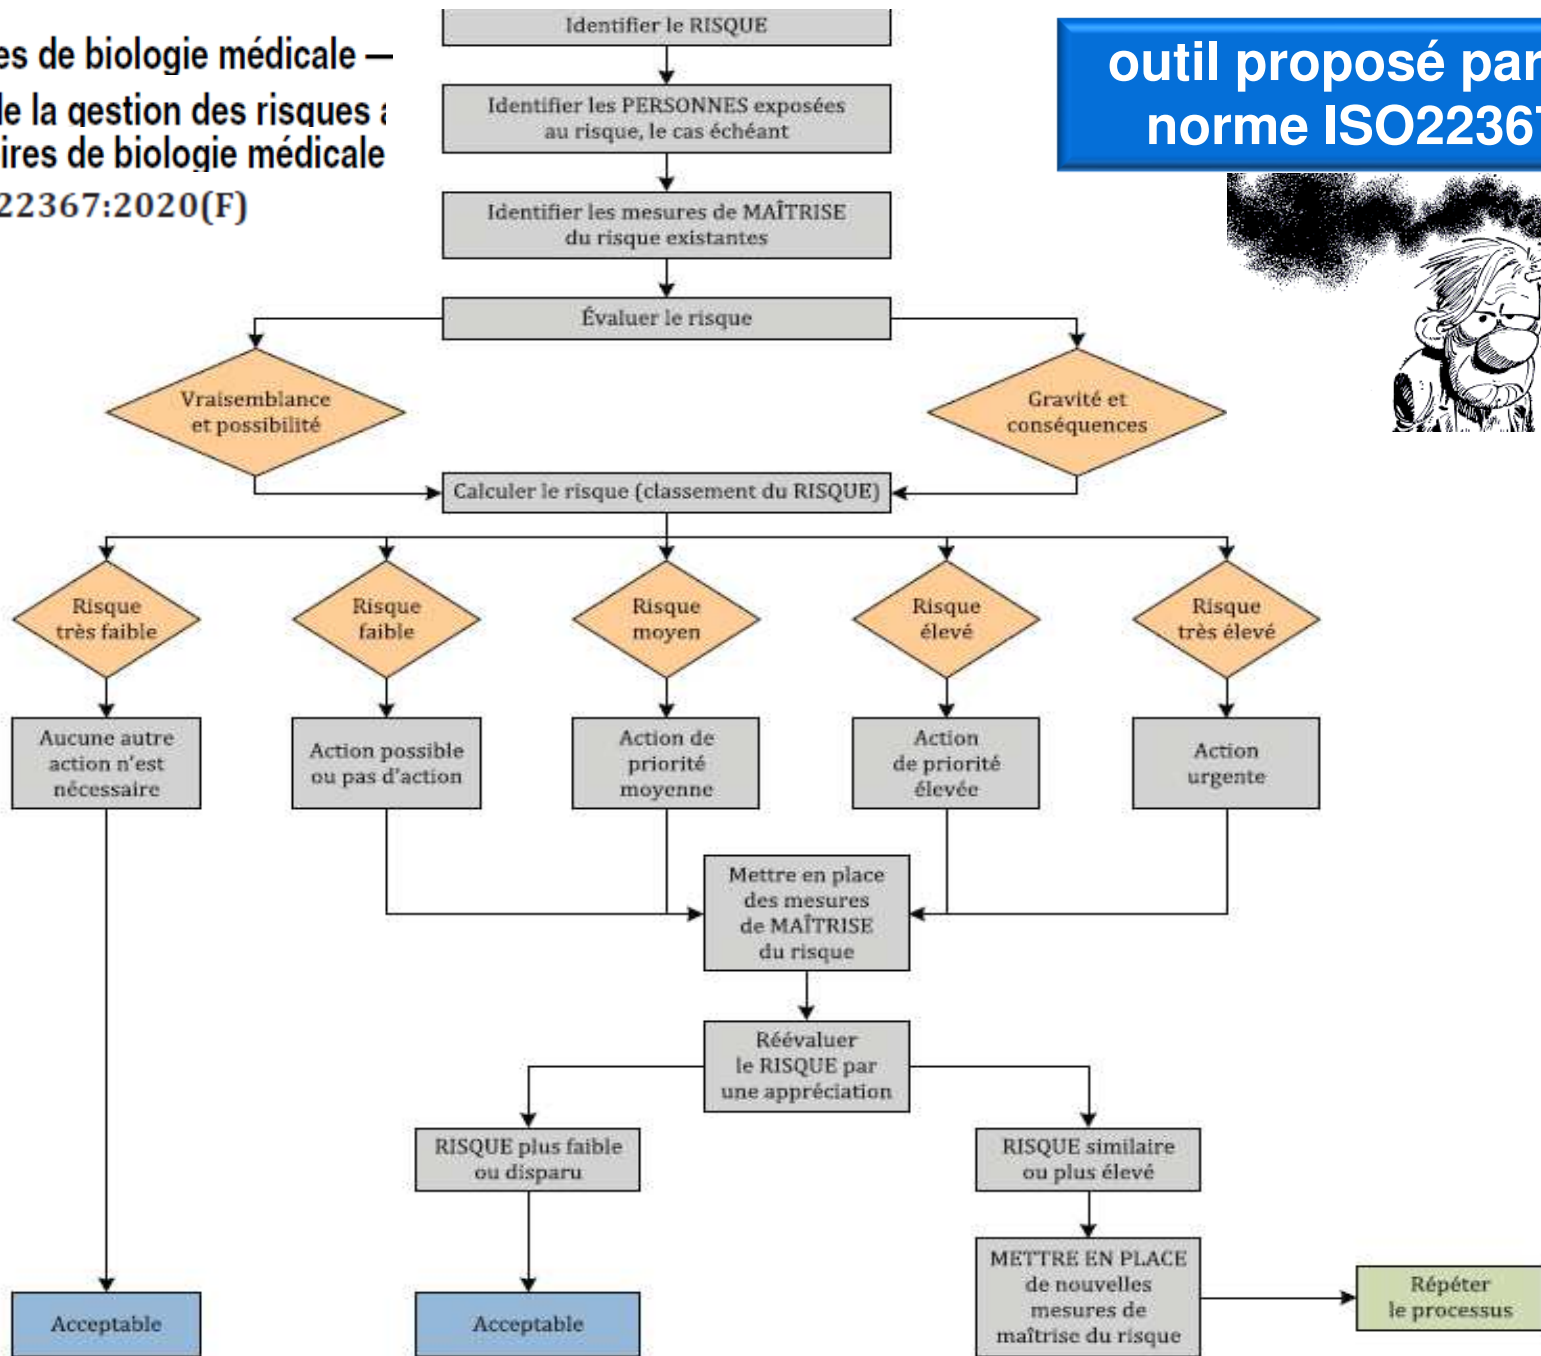 es de biologie médicale —
de la gestion des risques
ires de biologie médicale
22367:2020(F)
outil proposé par
norme ISO22367
Identifier le RISQUE
Identifier les PERSONNES exposées
au risque, le cas échéant
Identifier les mesures de MAÎTRISE
du risque existantes
Évaluer le risque
Vraisemblance
et possibilité
Gravité et
conséquences
Calculer le risque (classement du RISQUE)
Risque
très faible
Risque
faible
Risque
moyen
Risque
élevé
Risque
très élevé
Aucune autre
action n'est
nécessaire
Action possible
ou pas d'action
Action de
priorité
moyenne
Action
de priorité
élevée
Action
urgente
Mettre en place
des mesures
de MAÎTRISE
du risque
Réévaluer
le RISQUE par
une appréciation
RISQUE plus faible
ou disparu
RISQUE similaire
ou plus élevé
METTRE EN PLACE
de nouvelles
mesures de
maîtrise du risque
Répéter
le processus
Acceptable
Acceptable